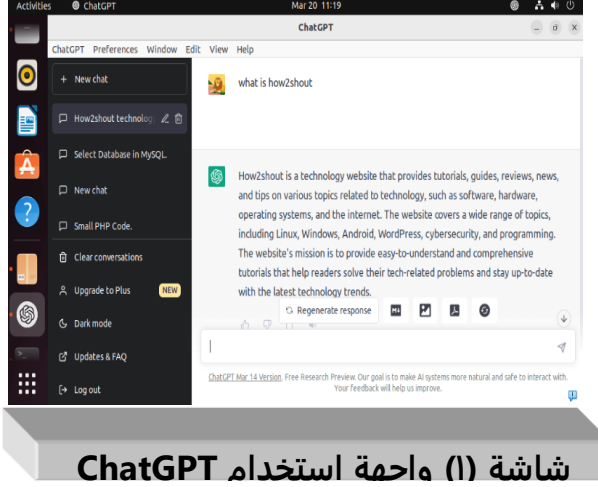 Activities ChatGPT Mar 20 11:19
ChatGPT
ChatGPT Preferences Window Edit View Help
+ New chat
what is how2shout
How2shout technolog
Select Database in MySQL.
New chat
Small PHP Code.
How2shout is a technology website that provides tutorials, guides, reviews, news,
and tips on various topics related to technology, such as software, hardware,
operating systems, and the internet. The website covers a wide range of topics,
including Linux, Windows, Android, WordPress, cybersecurity, and programming.
The website's mission is to provide easy-to-understand and comprehensive
tutorials that help readers solve their tech-related problems and stay up-to-date
with the latest technology trends.
Clear conversations
Upgrade to Plus NEW
Dark mode
Updates & FAQ
Log out
Regenerate response
ChatGPT Mar 14 Version. Free Research Preview. Our goal is to make AI systems more natural and safe to interact with.
Your feedback will help us improve.
شاشة (١) واجهة استخدام ChatGPT